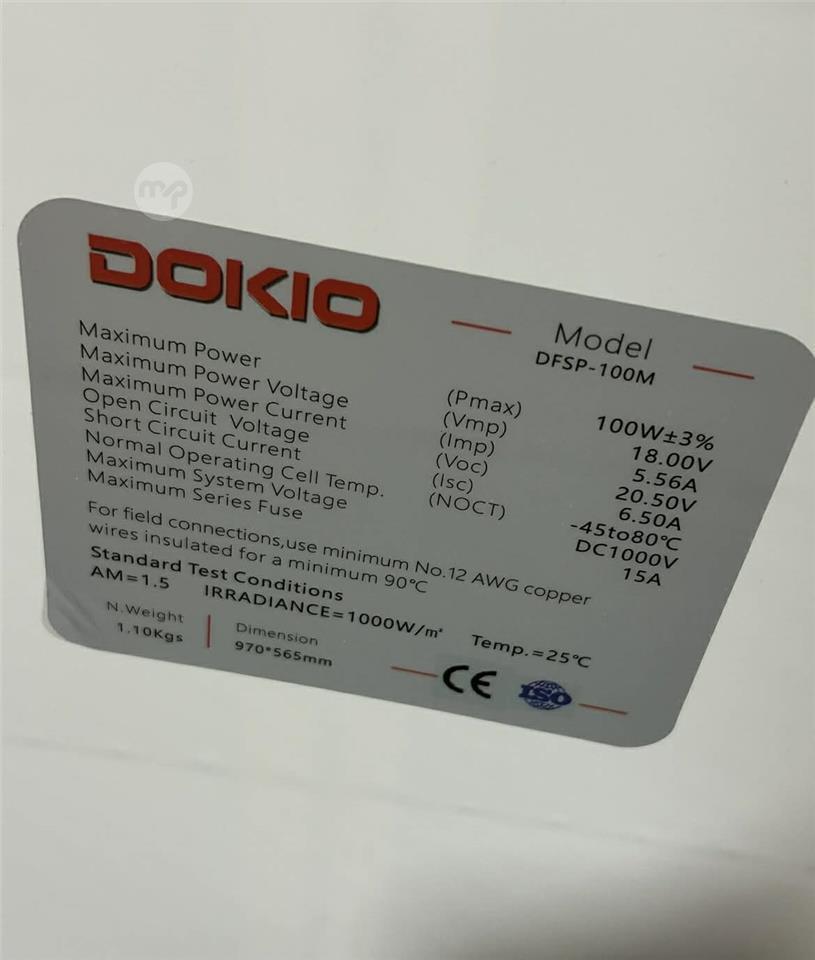 mp
DOKIO
Model
DFSP-100M
Maximum Power (Pmax) 100W±3%
Maximum Power Voltage (Vmp) 18.00V
Maximum Power Current (Imp) 5.56A
Open Circuit Voltage (Voc) 20.50V
Short Circuit Current (Isc) 6.50A
Normal Operating Cell Temp. (NOCT) -45to80℃
Maximum System Voltage DC1000V
Maximum Series Fuse 15A
For field connections,use minimum No.12 AWG copper
wires insulated for a minimum 90℃
Standard Test Conditions
AM=1.5 IRRADIANCE=1000W/m² Temp.=25℃
N.Weight Dimension
1.10Kgs 970*565mm
CE ISO